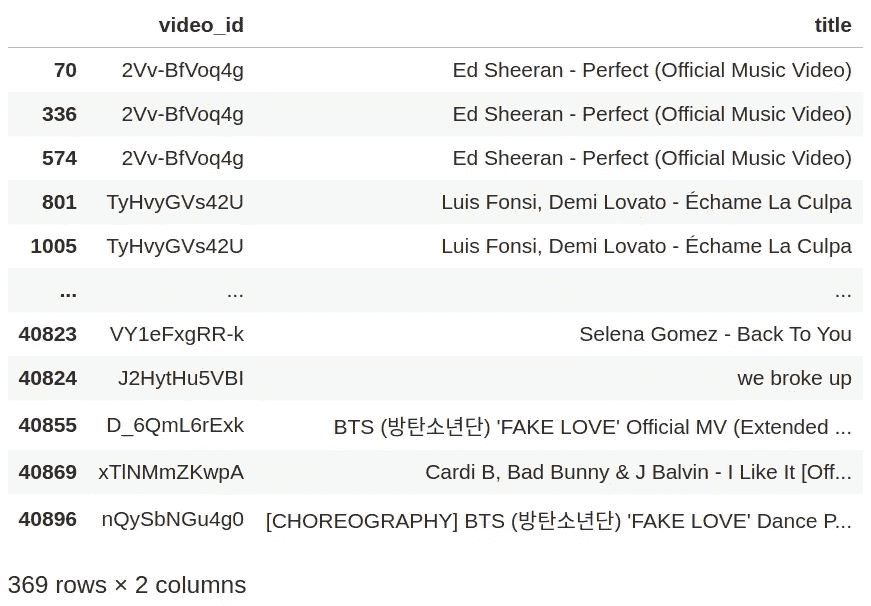 video_id title
70 2Vv-BfVoq4g Ed Sheeran - Perfect (Official Music Video)
336 2Vv-BfVoq4g Ed Sheeran - Perfect (Official Music Video)
574 2Vv-BfVoq4g Ed Sheeran - Perfect (Official Music Video)
801 TyHvyGVs42U Luis Fonsi, Demi Lovato - Échame La Culpa
1005 TyHvyGVs42U Luis Fonsi, Demi Lovato - Échame La Culpa
... ... ...
40823 VY1eFxgRR-k Selena Gomez - Back To You
40824 J2HytHu5VBI we broke up
40855 D_6QmL6rExk BTS (방탄소년단) 'FAKE LOVE' Official MV (Extended ...
40869 xTlNMmZKwpA Cardi B, Bad Bunny & J Balvin - I Like It [Off...
40896 nQySbNGu4g0 [CHOREOGRAPHY] BTS (방탄소년단) 'FAKE LOVE' Dance P...
369 rows × 2 columns